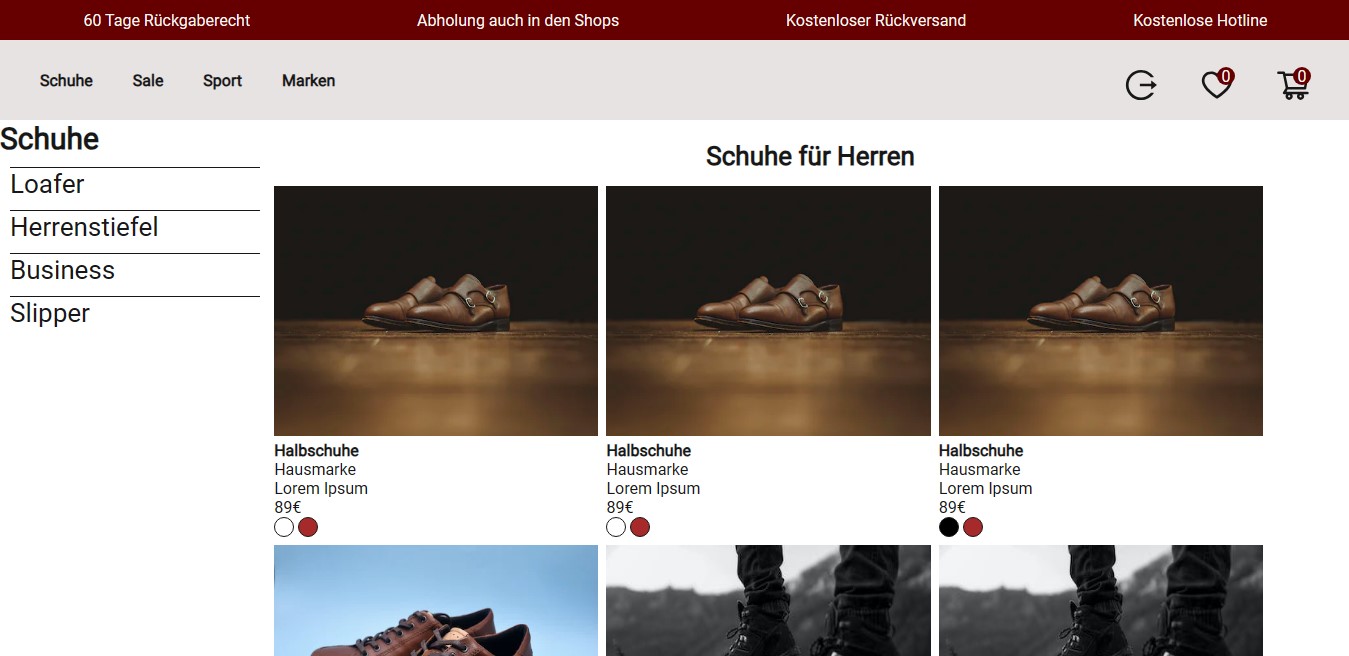 60 Tage Rückgaberecht
Abholung auch in den Shops
Kostenloser Rückversand
Kostenlose Hotline
Schuhe
Sale
Sport
Marken
0
0
Schuhe
Loafer
Herrenstiefel
Business
Slipper
Schuhe für Herren
Halbschuhe
Hausmarke
Lorem Ipsum
89€
Halbschuhe
Hausmarke
Lorem Ipsum
89€
Halbschuhe
Hausmarke
Lorem Ipsum
89€